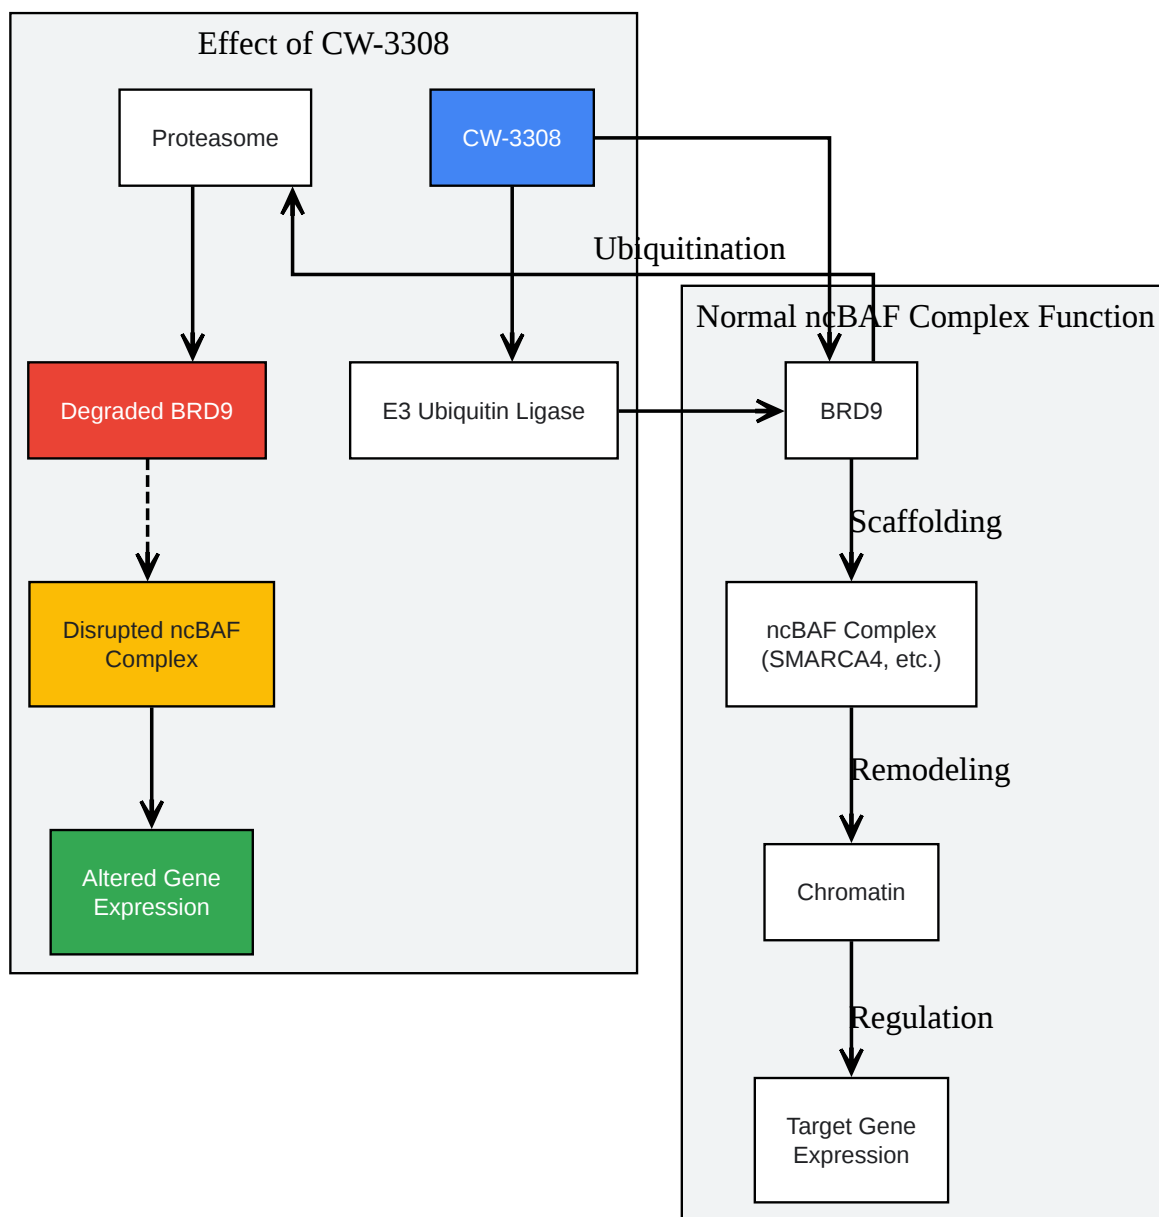 Effect of CW-3308
Proteasome
CW-3308
Ubiquitination
Normal ncBAF Complex Function
Degraded BRD9
E3 Ubiquitin Ligase
BRD9
Scaffolding
Disrupted ncBAF
Complex
ncBAF Complex
(SMARCA4, etc.)
Remodeling
Altered Gene
Expression
Chromatin
Regulation
Target Gene
Expression